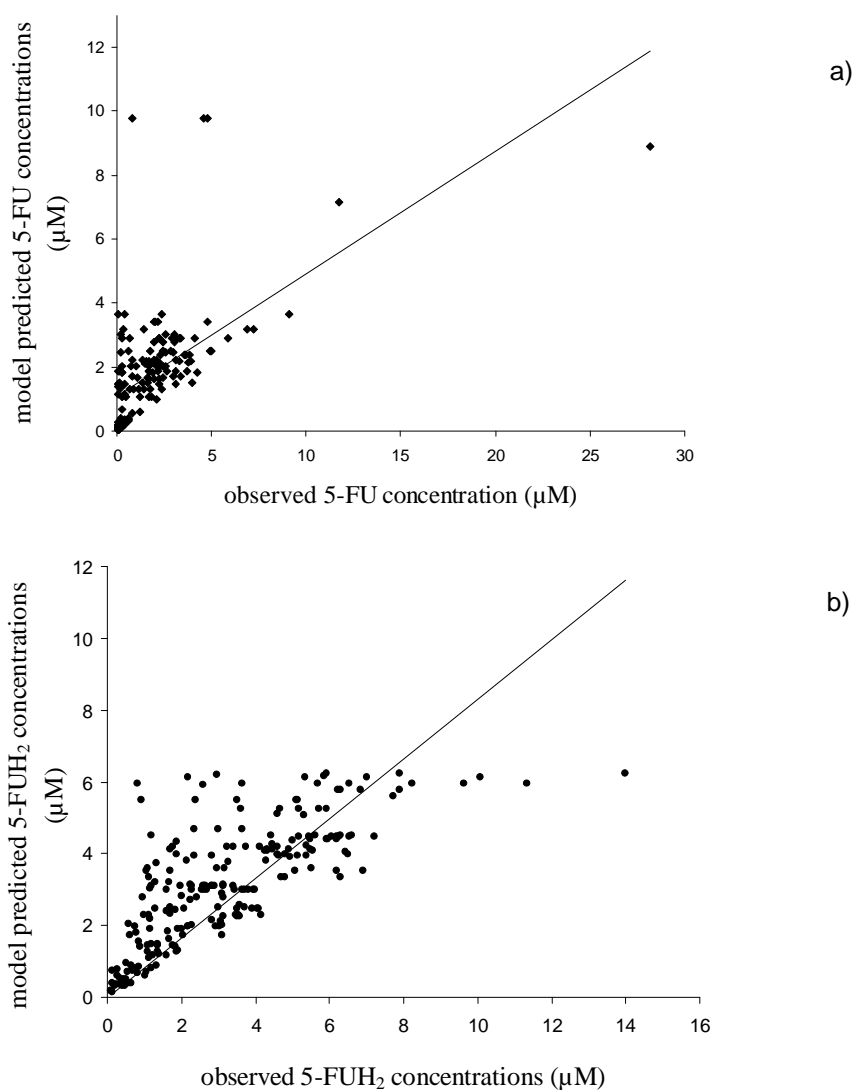 a)
model predicted 5-FU concentrations
(µM)
12
10
8
6
4
2
0
0 5 10 15 20 25 30
observed 5-FU concentration (µM)
b)
model predicted 5-FUH₂ concentrations
(µM)
12
10
8
6
4
2
0
0 2 4 6 8 10 12 14 16
observed 5-FUH₂ concentrations (µM)